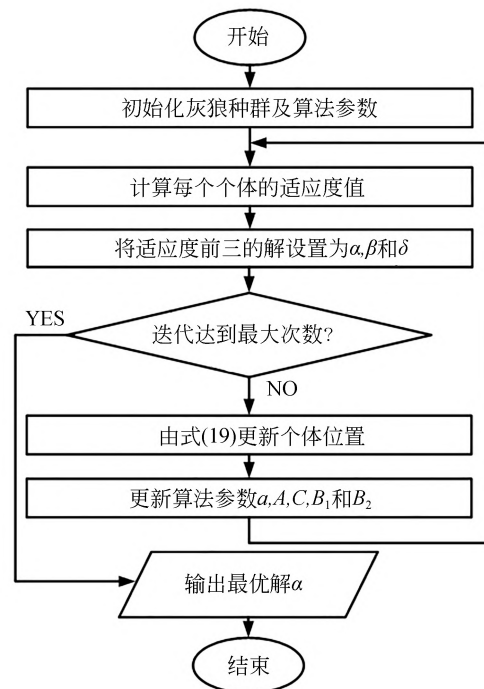 开始
初始化灰狼种群及算法参数
计算每个个体的适应度值
将适应度前三的解设置为α,β和δ
YES
迭代达到最大次数?
NO
由式(19)更新个体位置
更新算法参数a,A,C,B₁和B₂
输出最优解α
结束